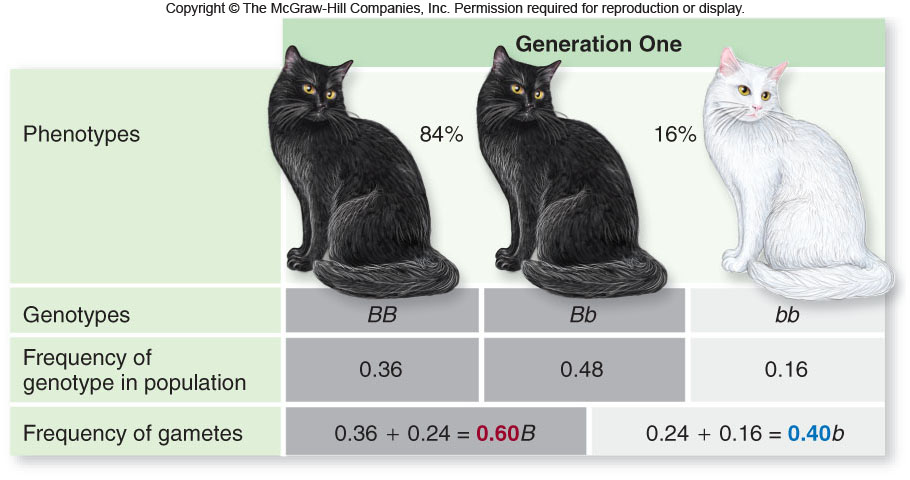 Copyright © The McGraw-Hill Companies, Inc. Permission required for reproduction or display.
Generation One
Phenotypes
84%
16%
Genotypes
BB
Bb
bb
Frequency of
genotype in population
0.36
0.48
0.16
Frequency of gametes
0.36 + 0.24 = 0.60B
0.24 + 0.16 = 0.40b